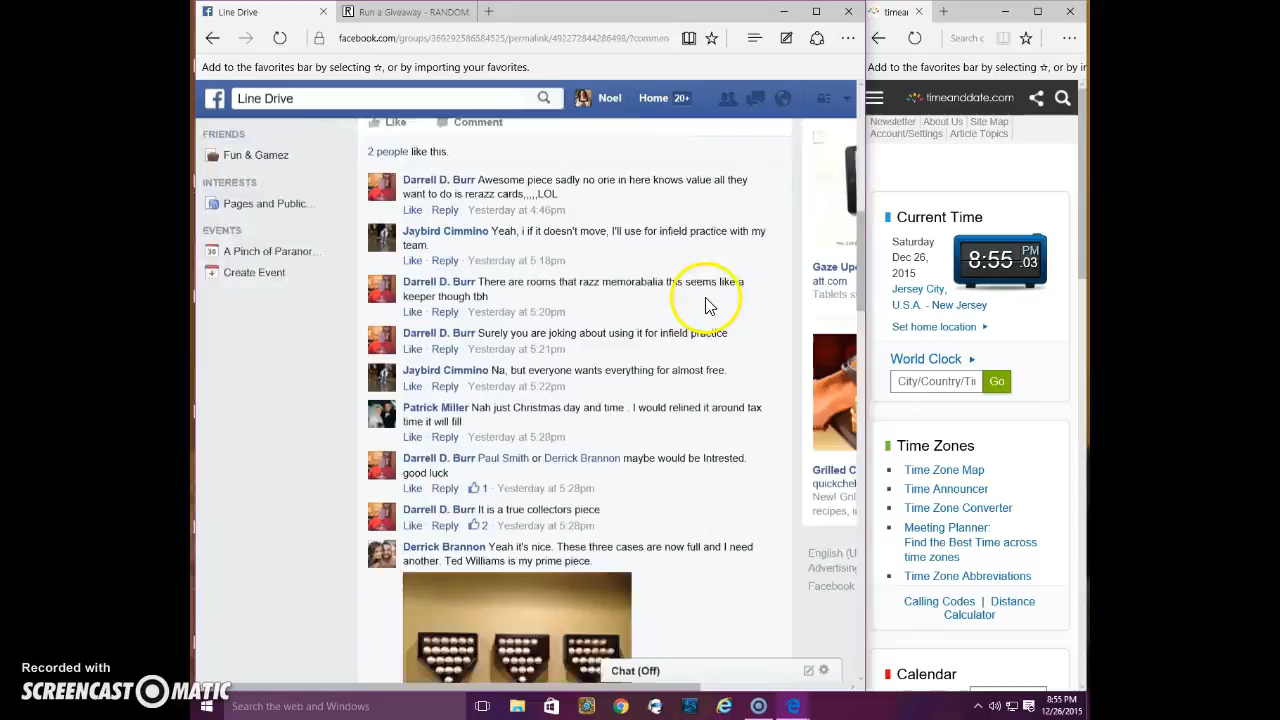 Line Drive
Run a Giveaway - RANDOM.
timear
facebook.com/groups/369292586584525/permalink/492272844286498/?commen
Search c
Add to the favorites bar by selecting ☆, or by importing your favorites.
Add to the favorites bar by selecting ☆, or by im
Line Drive
Noel
Home 20+
timeanddate.com
Newsletter About Us Site Map
Account/Settings Article Topics
FRIENDS
Fun & Gamez
INTERESTS
Pages and Public...
EVENTS
A Pinch of Paranor...
30
Create Event
Like Comment
2 people like this.
Darrell D. Burr Awesome piece sadly no one in here knows value all they
want to do is rerazz cards,,,,,LOL
Like · Reply · Yesterday at 4:46pm
Jaybird Cimmino Yeah, i if it doesn't move, I'll use for infield practice with my
team.
Like · Reply · Yesterday at 5:18pm
Darrell D. Burr There are rooms that razz memorabalia this seems like a
keeper though tbh
Like · Reply · Yesterday at 5:20pm
Darrell D. Burr Surely you are joking about using it for infield practice
Like · Reply · Yesterday at 5:21pm
Jaybird Cimmino Na, but everyone wants everything for almost free.
Like · Reply · Yesterday at 5:22pm
Patrick Miller Nah just Christmas day and time . I would relined it around tax
time it will fill
Like · Reply · Yesterday at 5:28pm
Darrell D. Burr Paul Smith or Derrick Brannon maybe would be Intrested.
good luck
Like · Reply · 1 · Yesterday at 5:28pm
Darrell D. Burr It is a true collectors piece
Like · Reply · 2 · Yesterday at 5:28pm
Derrick Brannon Yeah it's nice. These three cases are now full and I need
another. Ted Williams is my prime piece.
Gaze Upo
att.com
Tablets s
Grilled C
quickchel
New! Gril
recipes, i
English (U
Advertising
Facebook
Chat (Off)
Current Time
Saturday
Dec 26,
2015
Jersey City,
U.S.A. - New Jersey
8:55 PM :03
Set home location
World Clock
City/Country/Ti
Go
Time Zones
Time Zone Map
Time Announcer
Time Zone Converter
Meeting Planner:
Find the Best Time across
time zones
Time Zone Abbreviations
Calling Codes | Distance
Calculator
Calendar
Recorded with
SCREENCAST-O-MATIC
Search the web and Windows
8:55 PM
12/26/2015